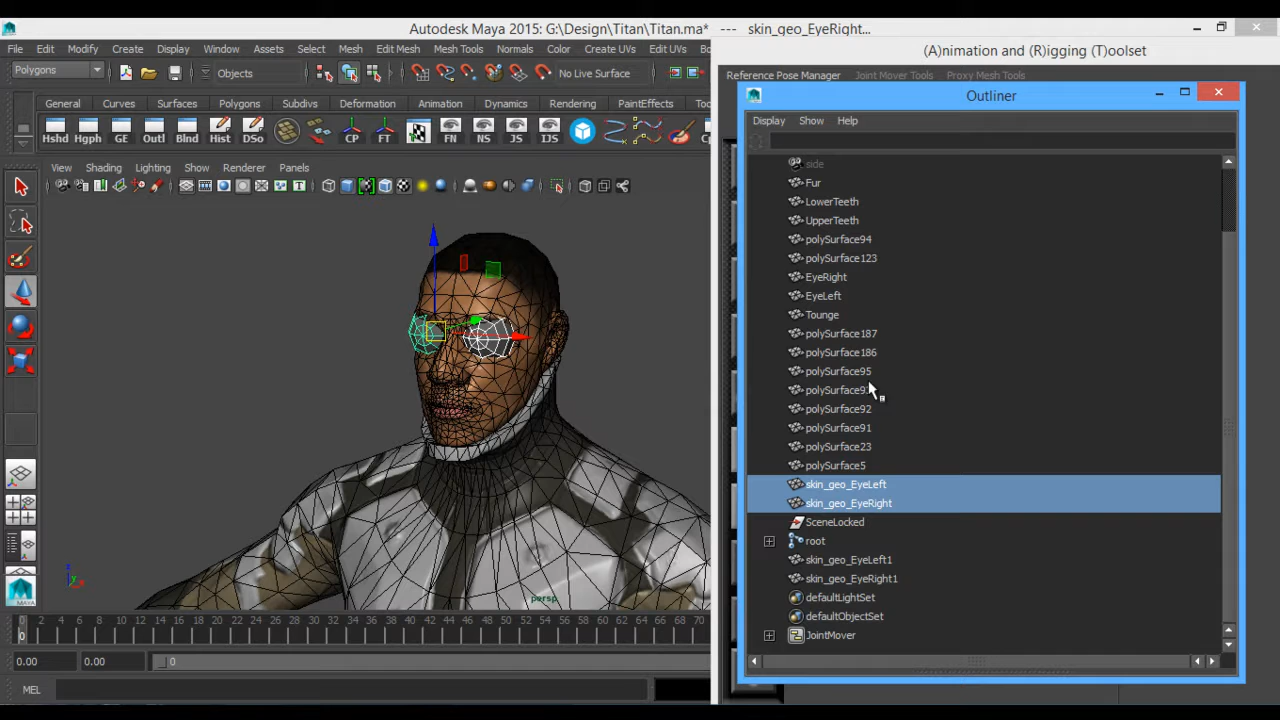 Autodesk Maya 2015: G:\Design\Titan\Titan.ma* --- skin_geo_EyeRight...
File Edit Modify Create Display Window Assets Select Mesh Edit Mesh Mesh Tools Normals Color Create UVs Edit UVs
(A)nimation and (R)igging (T)oolset
Polygons Objects No Live Surface
Reference Pose Manager Joint Mover Tools Proxy Mesh Tools
General Curves Surfaces Polygons Subdivs Deformation Animation Dynamics Rendering PaintEffects
Hshd Hgph GE Outl Blnd Hist DSo CP FT FN NS JS IJS CP
View Shading Lighting Show Renderer Panels
persp
MAYA
0 2 4 6 8 10 12 14 16 18 20 22 24 26 28 30 32 34 36 38 40 42 44 46 48 50 52 54 56 58 60 62 64 66 68 70
0
0.00 0.00 0
MEL
Outliner
Display Show Help
side
Fur
LowerTeeth
UpperTeeth
polySurface94
polySurface123
EyeRight
EyeLeft
Tounge
polySurface187
polySurface186
polySurface95
polySurface92
polySurface91
polySurface23
polySurface5
skin_geo_EyeLeft
skin_geo_EyeRight
SceneLocked
root
skin_geo_EyeLeft1
skin_geo_EyeRight1
defaultLightSet
defaultObjectSet
JointMover